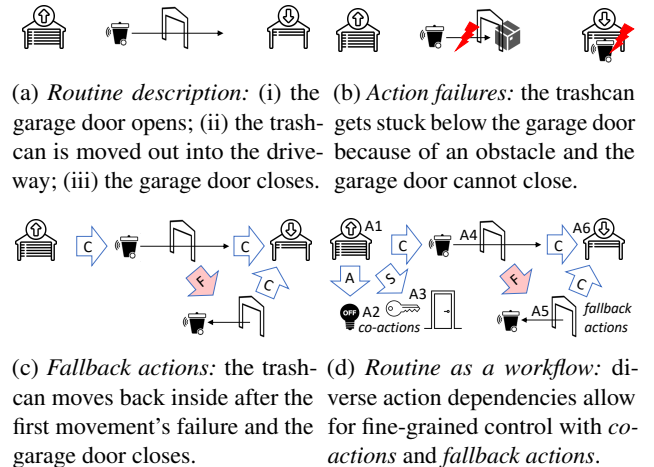 (a) Routine description: (i) the
garage door opens; (ii) the trash-
can is moved out into the drive-
way; (iii) the garage door closes.
(b) Action failures: the trashcan
gets stuck below the garage door
because of an obstacle and the
garage door cannot close.
C
C
F
C
(c) Fallback actions: the trash-
can moves back inside after the
first movement's failure and the
garage door closes.
A1
C
A4
C
A6
A
S
F
C
OFF
A2
A3
co-actions
A5
fallback
actions
(d) Routine as a workflow: di-
verse action dependencies allow
for fine-grained control with co-
actions and fallback actions.